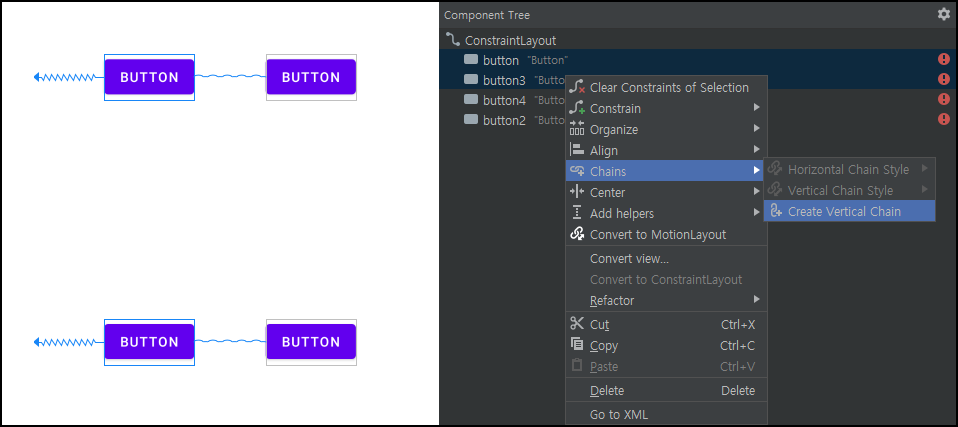 BUTTON
BUTTON
BUTTON
BUTTON
Component Tree
ConstraintLayout
button "Button"
button3 "Butto
button4 "Butto
button2 "Butto
Clear Constraints of Selection
Constrain
Organize
Align
Chains
Center
Add helpers
Convert to MotionLayout
Convert view...
Convert to ConstraintLayout
Refactor
Cut Ctrl+X
Copy Ctrl+C
Paste Ctrl+V
Delete Delete
Go to XML
Horizontal Chain Style
Vertical Chain Style
Create Vertical Chain